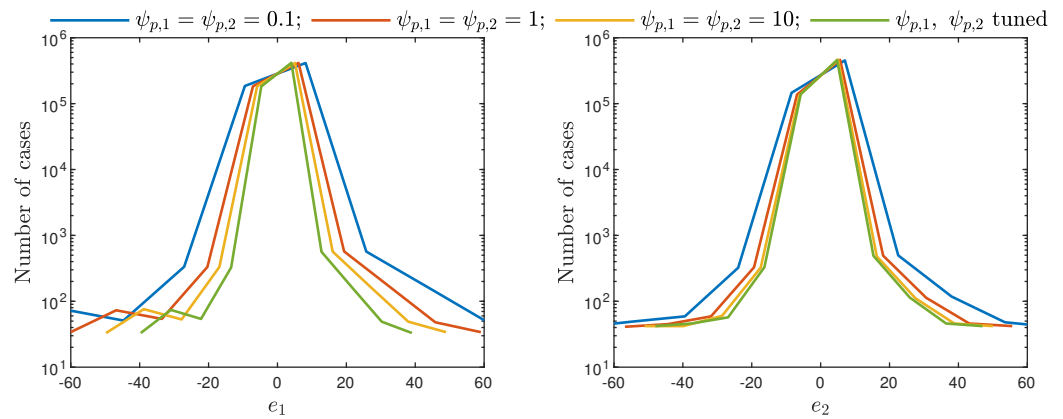 ψp,1 = ψp,2 = 0.1; ψp,1 = ψp,2 = 1; ψp,1 = ψp,2 = 10; ψp,1, ψp,2 tuned
Number of cases
10^6
10^5
10^4
10^3
10^2
10^1
-60 -40 -20 0 20 40 60
e1
Number of cases
10^6
10^5
10^4
10^3
10^2
10^1
-60 -40 -20 0 20 40 60
e2